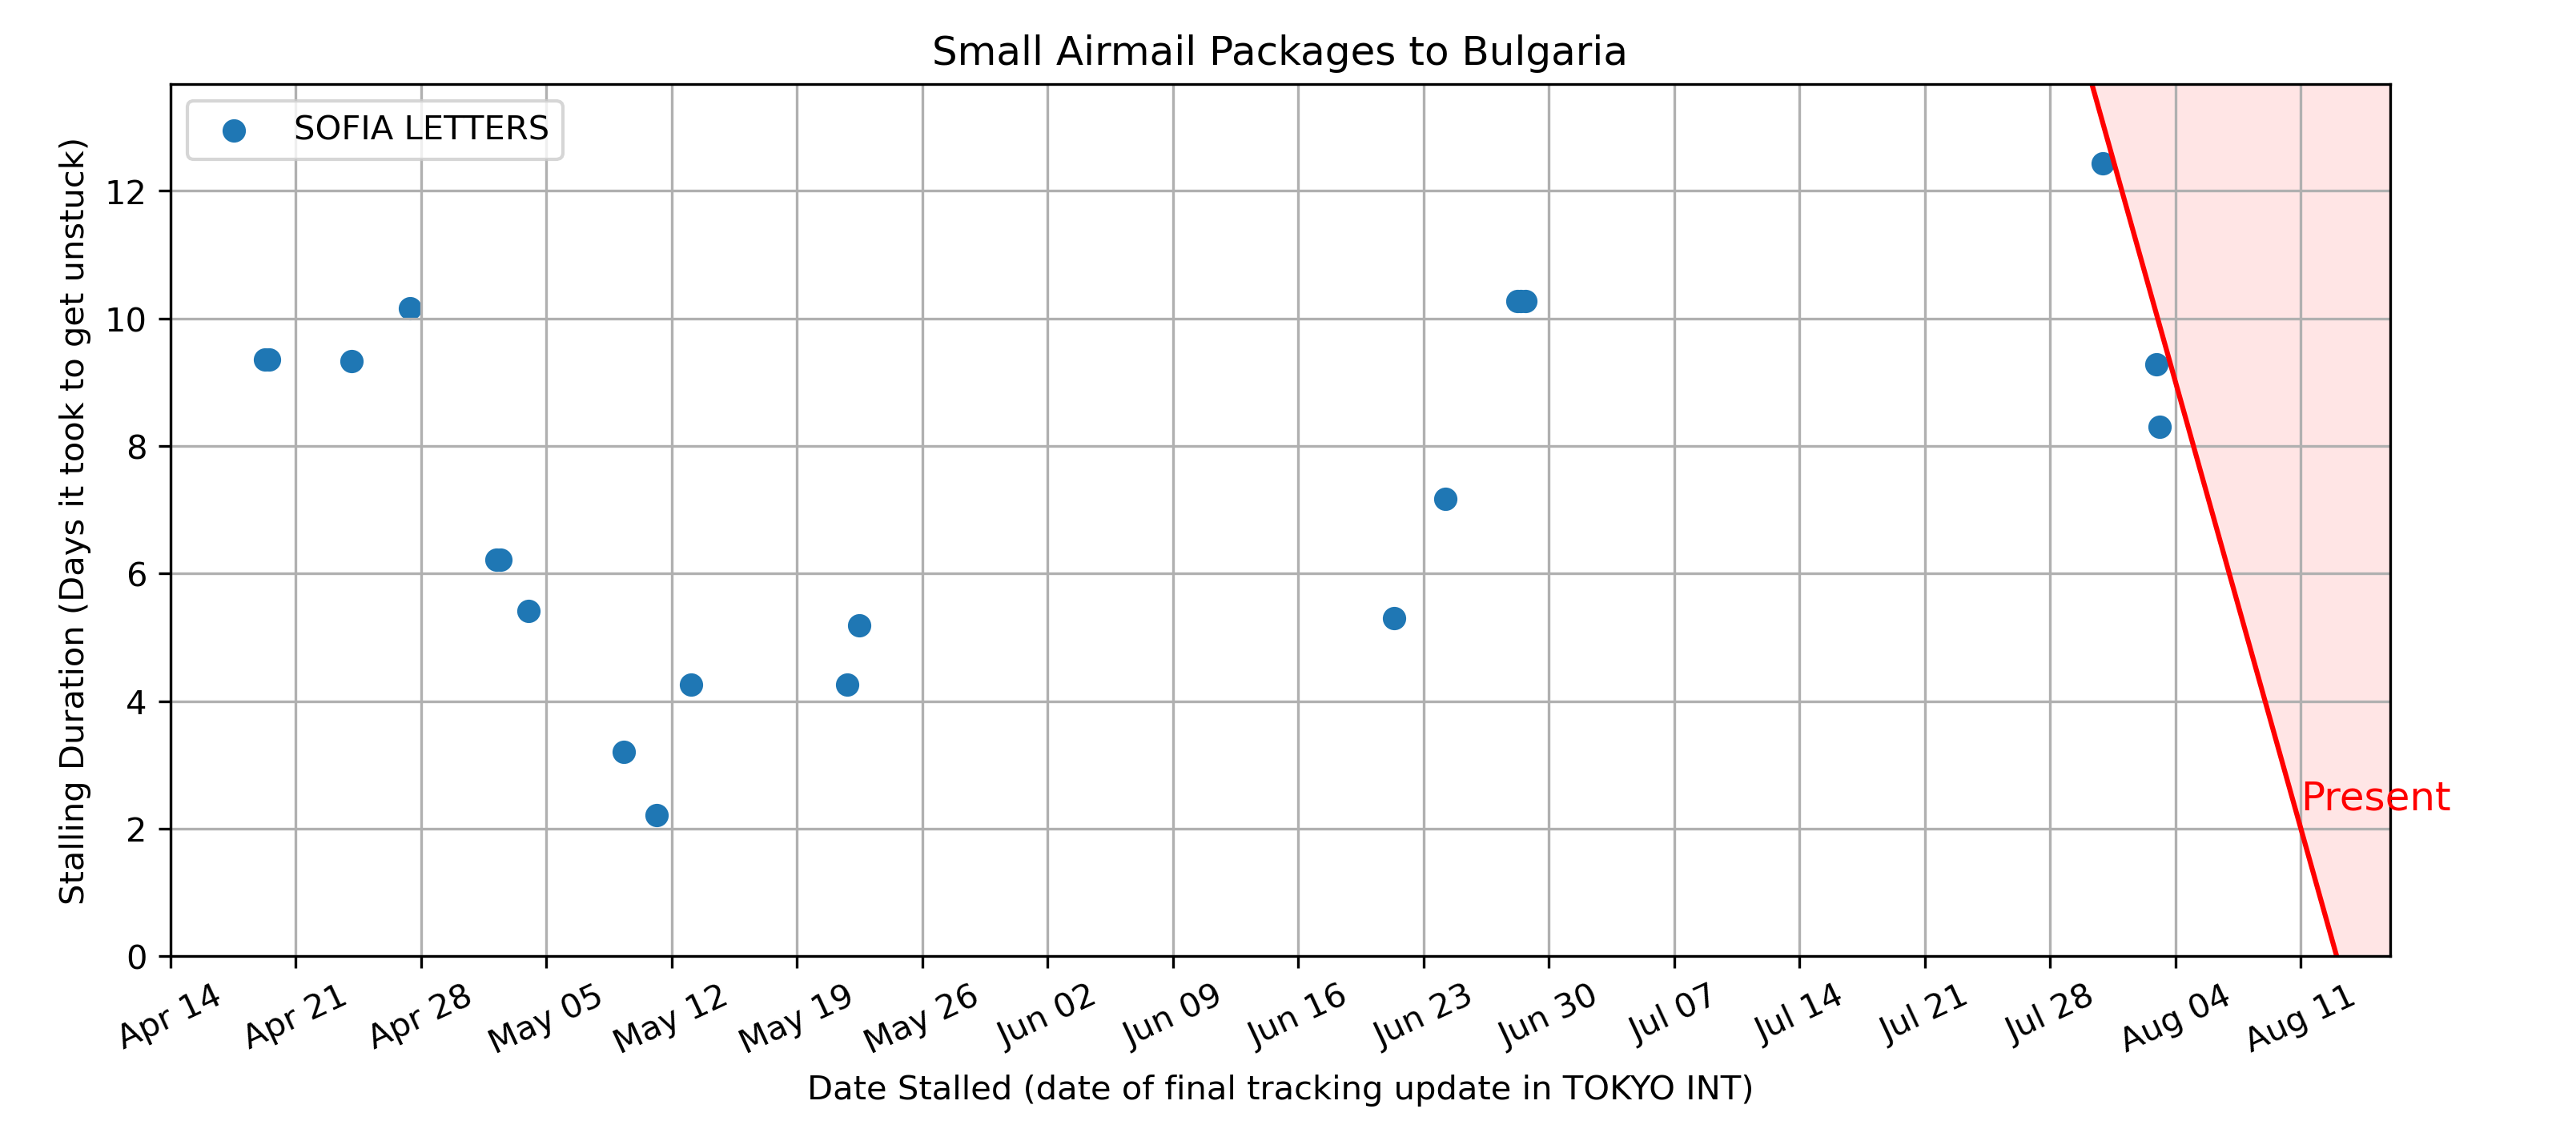 Small Airmail Packages to Bulgaria
SOFIA LETTERS
Stalling Duration (Days it took to get unstuck)
12
10
8
6
4
2
0
Present
Apr 14
Apr 21
Apr 28
May 05
May 12
May 19
May 26
Jun 02
Jun 09
Jun 16
Jun 23
Jun 30
Jul 07
Jul 14
Jul 21
Jul 28
Aug 04
Aug 11
Date Stalled (date of final tracking update in TOKYO INT)